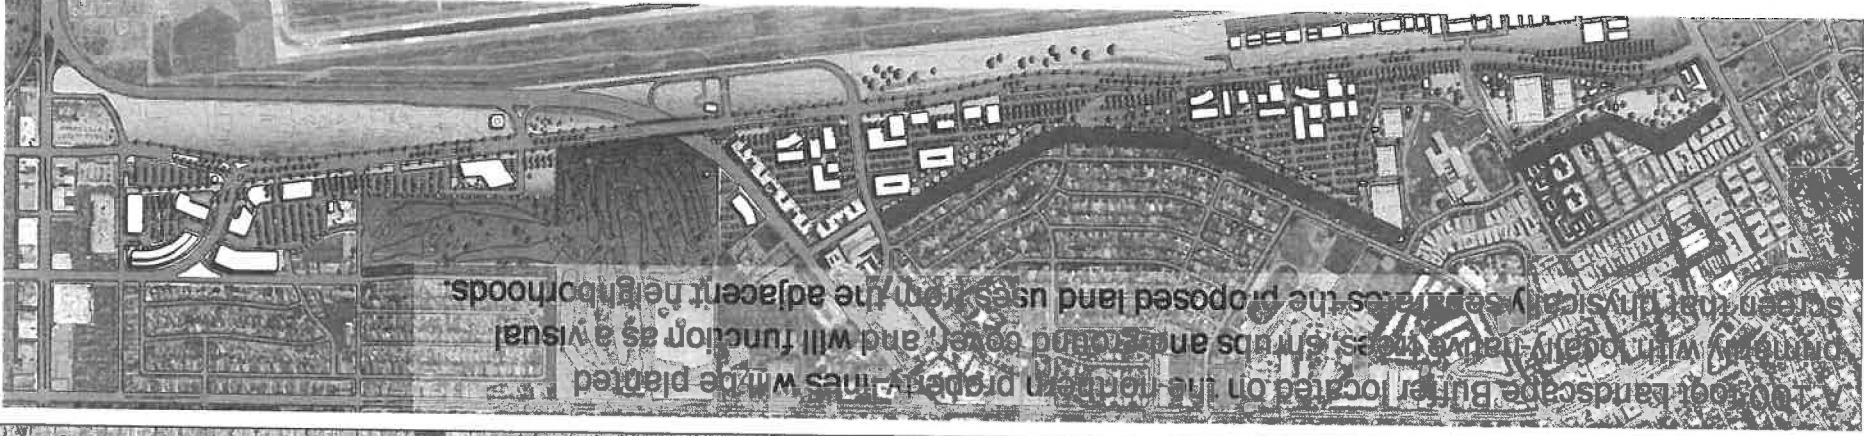 A 100 foot Landscape Buffer located on the northern property lines will be planted
primarily with locally native trees, shrubs and ground cover, and will function as a visual
screen that physically separates the proposed land uses from the adjacent neighborhoods.